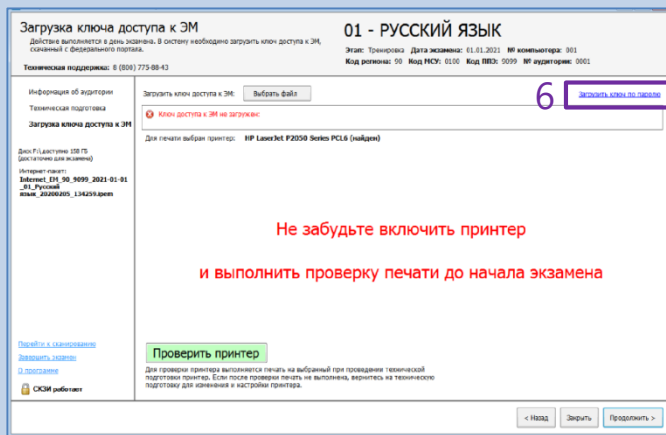 Загрузка ключа доступа к ЭМ
Действие выполняется в день экзамена. В систему необходимо загрузить ключ доступа к ЭМ,
скачанный с федерального портала.
Техническая поддержка: 8 (800) 775-88-43
01 - РУССКИЙ ЯЗЫК
Этап: Тренировка Дата экзамена: 01.01.2021 № компьютера: 001
Код региона: 90 Код МСУ: 0100 Код ППЭ: 9099 № аудитории: 0001
Информация об аудитории
Техническая подготовка
Загрузка ключа доступа к ЭМ
Диск F:\ доступно 158 ГБ
(достаточно для экзамена)
Интернет-пакет:
Internet_EM_90_9099_2021-01-01
_01_Русский
язык_20200205_134259.ipem
Перейти к сканированию
Завершить экзамен
О программе
СКЗИ работает
Загрузить ключ доступа к ЭМ:
Выбрать файл
6
Загрузить ключ по паролю
Ключ доступа к ЭМ не загружен:
Для печати выбран принтер: HP LaserJet P2050 Series PCL6 (найден)
Не забудьте включить принтер
и выполнить проверку печати до начала экзамена
Проверить принтер
Для проверки принтера выполняется печать на выбранный при проведении технической
подготовки принтер. Если после проверки печать не выполнена, вернитесь на техническую
подготовку для изменения и настройки принтера.
< Назад
Закрыть
Продолжить >